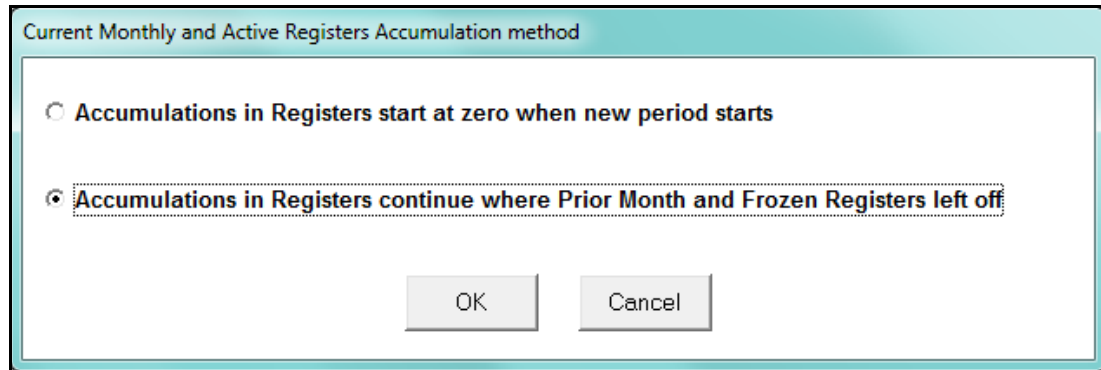 Current Monthly and Active Registers Accumulation method
Accumulations in Registers start at zero when new period starts
Accumulations in Registers continue where Prior Month and Frozen Registers left off
OK Cancel